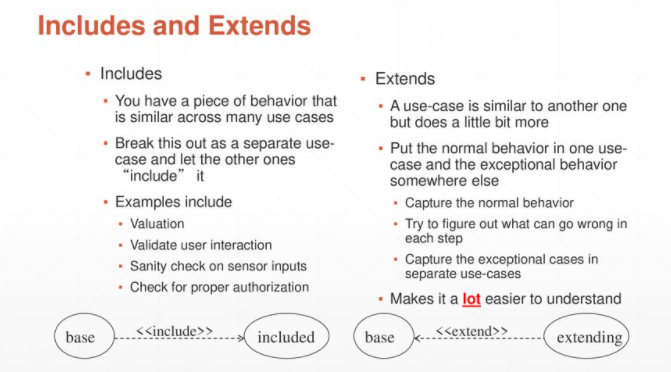 Includes and Extends
▪ Includes
▪ You have a piece of behavior that
is similar across many use cases
▪ Break this out as a separate use-
case and let the other ones
“include” it
▪ Examples include
▪ Valuation
▪ Validate user interaction
▪ Sanity check on sensor inputs
▪ Check for proper authorization
▪ Extends
▪ A use-case is similar to another one
but does a little bit more
▪ Put the normal behavior in one use-
case and the exceptional behavior
somewhere else
▪ Capture the normal behavior
▪ Try to figure out what can go wrong in
each step
▪ Capture the exceptional cases in
separate use-cases
▪ Makes it a lot easier to understand
base
<<include>>
included
base
<<extend>>
extending